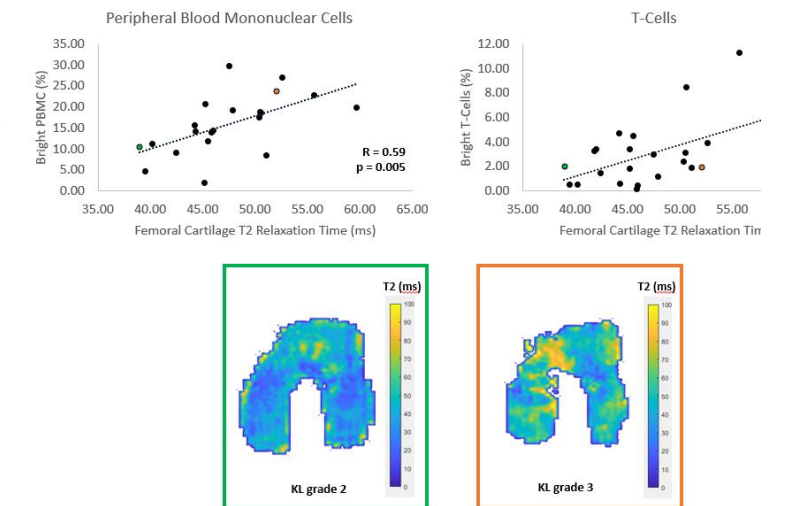 Peripheral Blood Mononuclear Cells
35.00
30.00
25.00
20.00
15.00
10.00
5.00
0.00
Bright PBMC (%)
R = 0.59
p = 0.005
35.00 40.00 45.00 50.00 55.00 60.00 65.00
Femoral Cartilage T2 Relaxation Time (ms)
T-Cells
12.00
10.00
8.00
6.00
4.00
2.00
0.00
Bright T-Cells (%)
35.00 40.00 45.00 50.00 55.00
Femoral Cartilage T2 Relaxation Tim
T2 (ms)
100
90
80
70
60
50
40
30
20
10
0
KL grade 2
T2 (ms)
100
90
80
70
60
50
40
30
20
10
0
KL grade 3